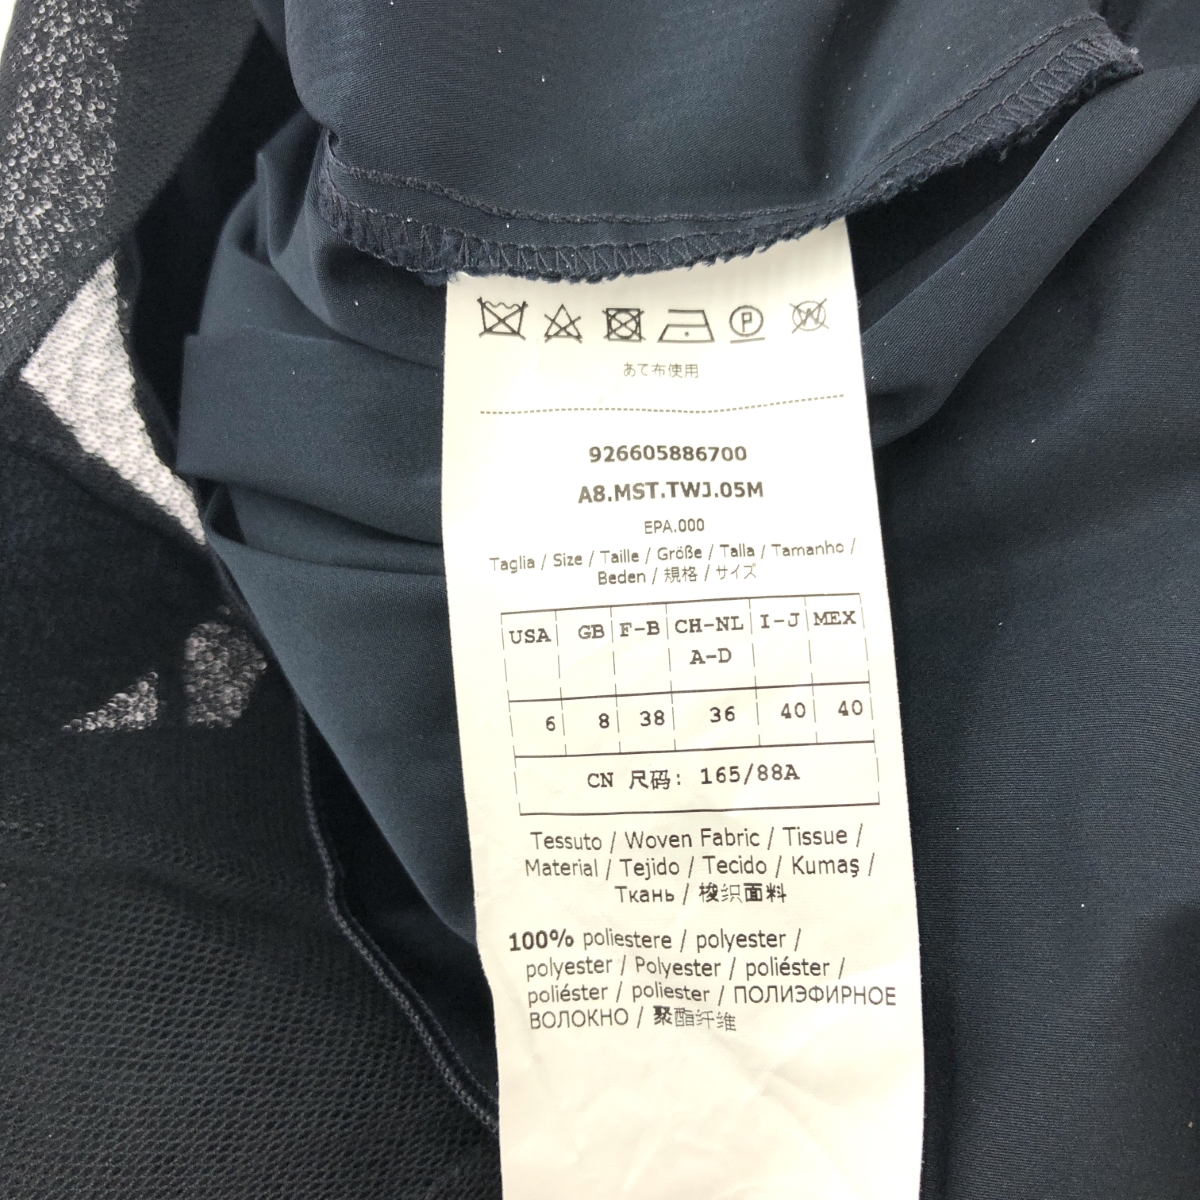 P W
あて布使用
926605886700
A8.MST.TWJ.05M
EPA.000
Taglia / Size / Taille / Größe / Talla / Tamanho /
Beden / 規格 / サイズ
USA GB F-B CH-NL I-J MEX
A-D
6 8 38 36 40 40
CN 尺码: 165/88A
Tessuto / Woven Fabric / Tissue /
Material / Tejido / Tecido / Kumaş /
Ткань / 梭织面料
100% poliestere / polyester /
polyester / Polyester / poliéster /
poliéster / poliester / ПОЛИЭФИРНОЕ
ВОЛОКНО / 聚酯纤维